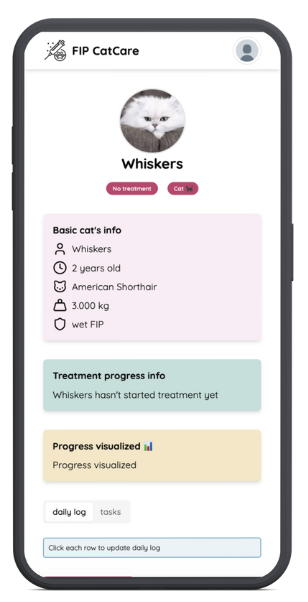 FIP CatCare
Whiskers
No treatment
Cat 🐈‍⬛
Basic cat's info
Whiskers
2 years old
American Shorthair
3.000 kg
wet FIP
Treatment progress info
Whiskers hasn't started treatment yet
Progress visualized 📊
Progress visualized
daily log
tasks
Click each row to update daily log